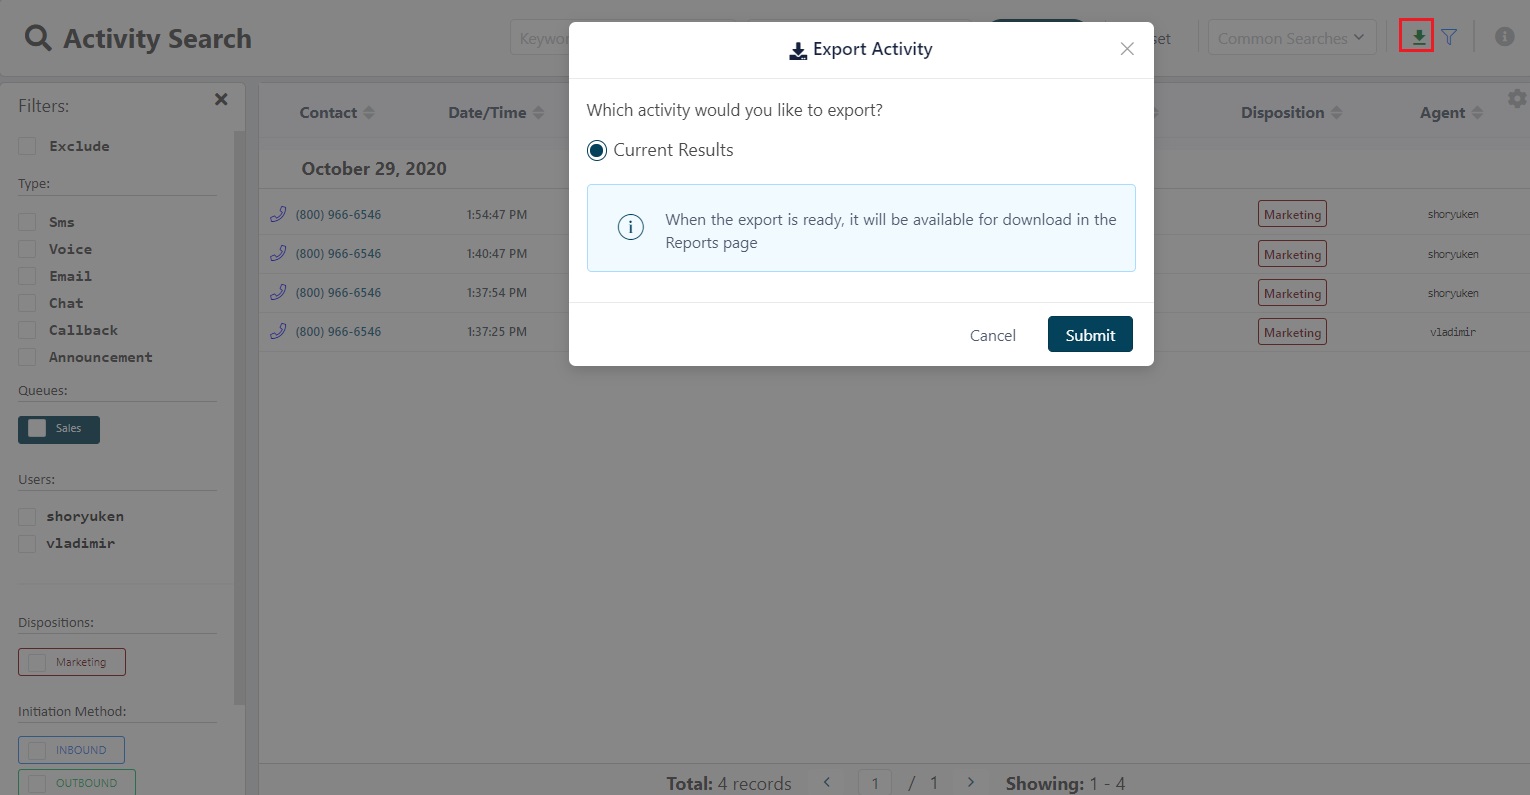 Activity Search
Common Searches
Export Activity
Which activity would you like to export?
Current Results
When the export is ready, it will be available for download in the
Reports page
Cancel
Submit
Filters:
Exclude
Type:
Sms
Voice
Email
Chat
Callback
Announcement
Queues:
Sales
Users:
shoryuken
vladimir
Dispositions:
Marketing
Initiation Method:
INBOUND
OUTBOUND
Contact Date/Time Disposition Agent
October 29, 2020
(800) 966-6546 1:54:47 PM Marketing shoryuken
(800) 966-6546 1:40:47 PM Marketing shoryuken
(800) 966-6546 1:37:54 PM Marketing shoryuken
(800) 966-6546 1:37:25 PM Marketing vladimir
Total: 4 records 1 / 1 Showing: 1 - 4